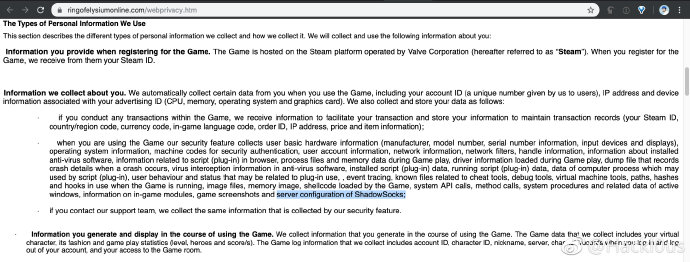 ringofelysiumonline.com/webprivacy.htm
The Types of Personal Information We Use
This section describes the different types of personal information we collect and how we collect it. We will collect and use the following information about you:
Information you provide when registering for the Game. The Game is hosted on the Steam platform operated by Valve Corporation (hereafter referred to as "Steam"). When you register for the
Game, we receive from them your Steam ID.
Information we collect about you. We automatically collect certain data from you when you use the Game, including your account ID (a unique number given by us to users), IP address and device
information associated with your advertising ID (CPU, memory, operating system and graphics card). We also collect and store your data as follows:
· if you conduct any transactions within the Game, we receive information to facilitate your transaction and store your information to maintain transaction records (your Steam ID,
country/region code, currency code, in-game language code, order ID, IP address, price and item information);
· when you are using the Game our security feature collects user basic hardware information (manufacturer, model number, serial number information, input devices and displays),
operating system information, machine codes for security authentication, user account information, network information, network filters, handle information, information about installed
anti-virus software, information related to script (plug-in) in browser, process files and memory data during Game play, driver information loaded during Game play, dump file that records
crash details when a crash occurs, virus interception information in anti-virus software, installed script (plug-in) data, running script (plug-in) data, data of computer process which may
used by script (plug-in), user behaviour and status that may be related to plug-in use, , event tracing, known files related to cheat tools, debug tools, virtual machine tools, paths, hashes
and hooks in use when the Game is running, image files, memory image, shellcode loaded by the Game, system API calls, method calls, system procedures and related data of active
windows, information on in-game modules, game screenshots and server configuration of ShadowSocks;
· if you contact our support team, we collect the same information that is collected by our security feature.
· Information you generate and display in the course of using the Game. We collect information that you generate in the course of using the Game. The Game data that we collect includes your virtual
character, its fashion and game play statistics (level, heroes and score/s). The Game log information that we collect includes account ID, character ID, nickname, server, records when you log in and log
out of your account, and your access to the Game room.